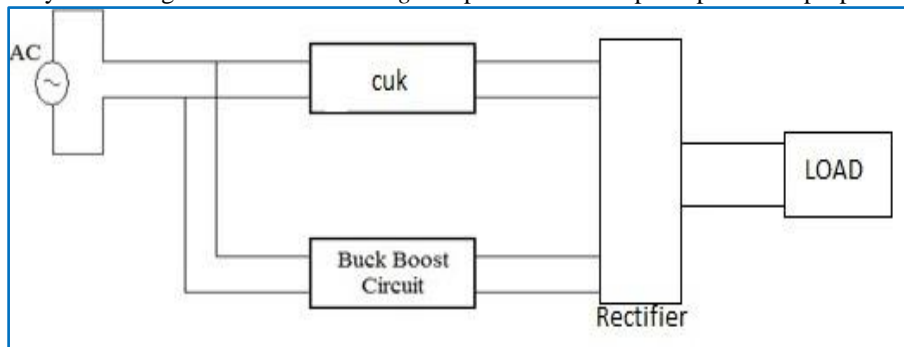 AC
cuk
LOAD
Buck Boost
Circuit
Rectifier